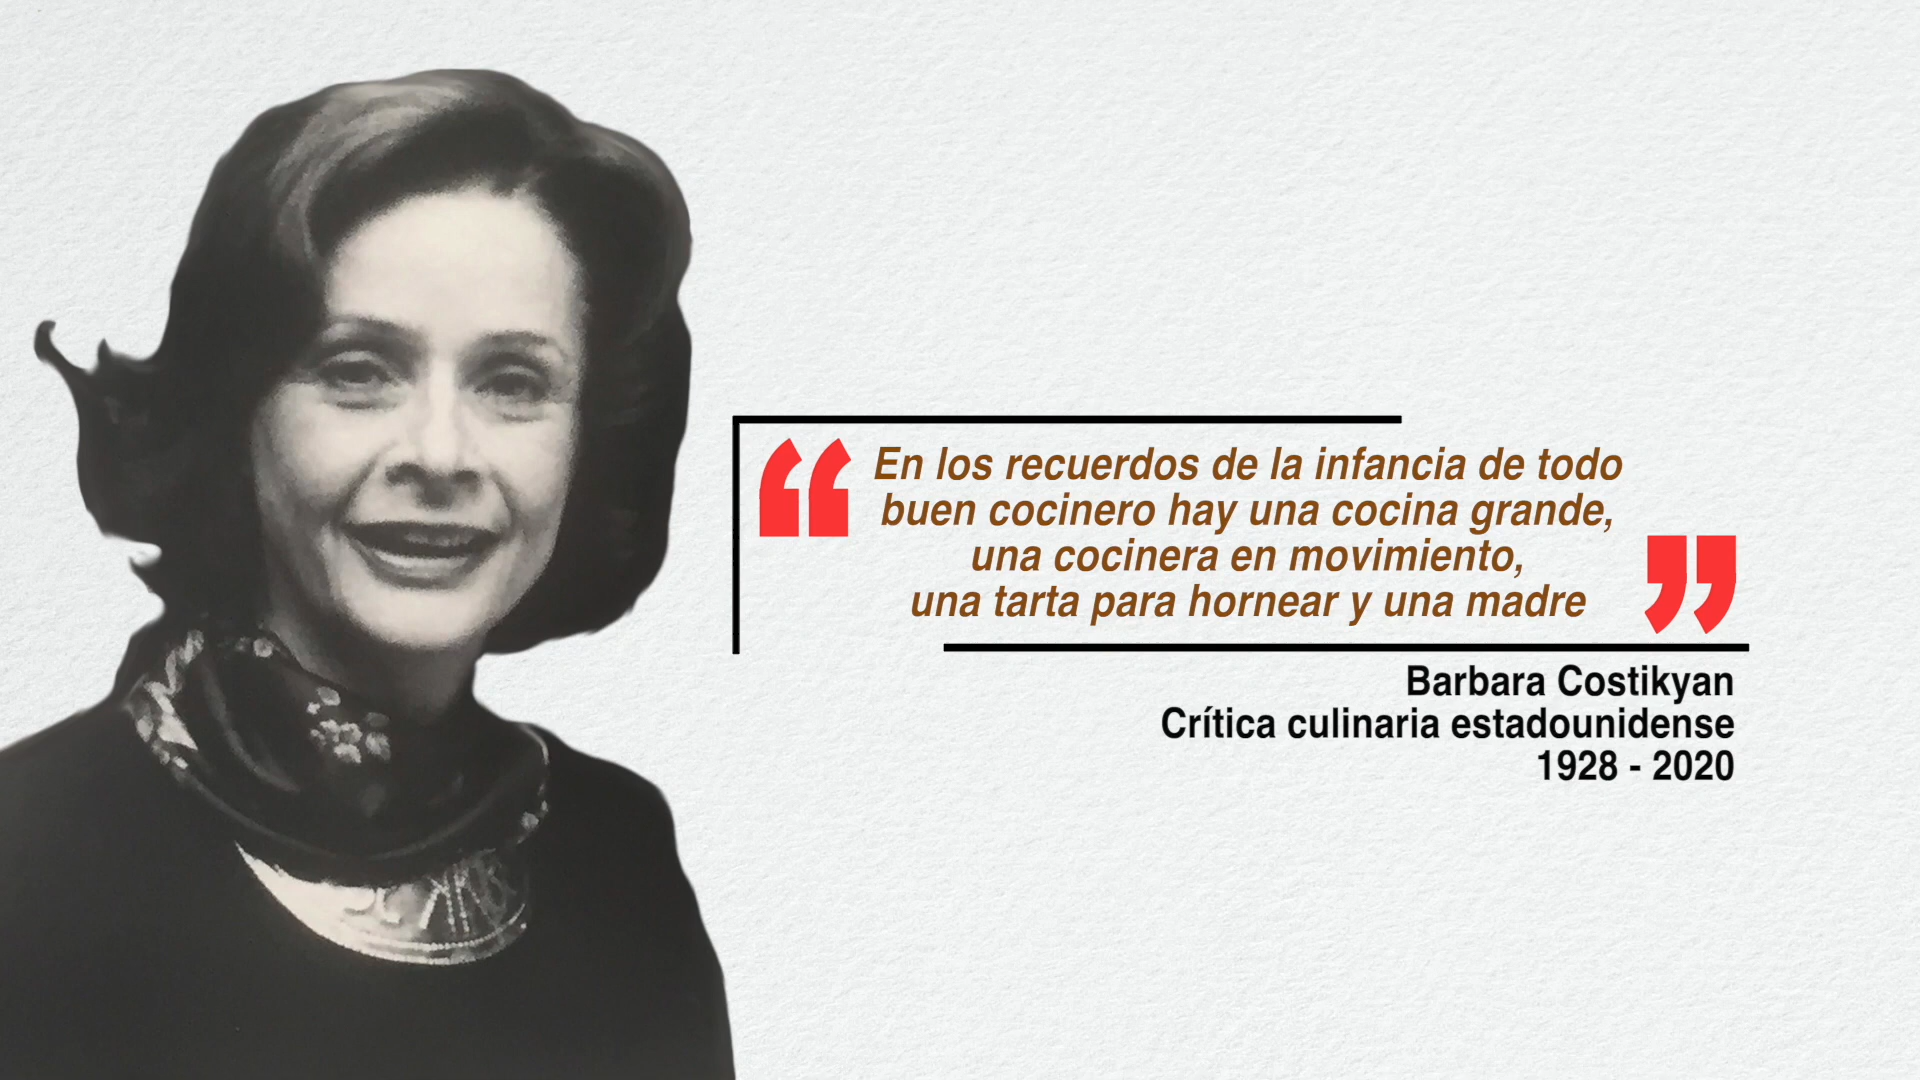 “ En los recuerdos de la infancia de todo
buen cocinero hay una cocina grande,
una cocinera en movimiento,
una tarta para hornear y una madre ”
Barbara Costikyan
Crítica culinaria estadounidense
1928 - 2020